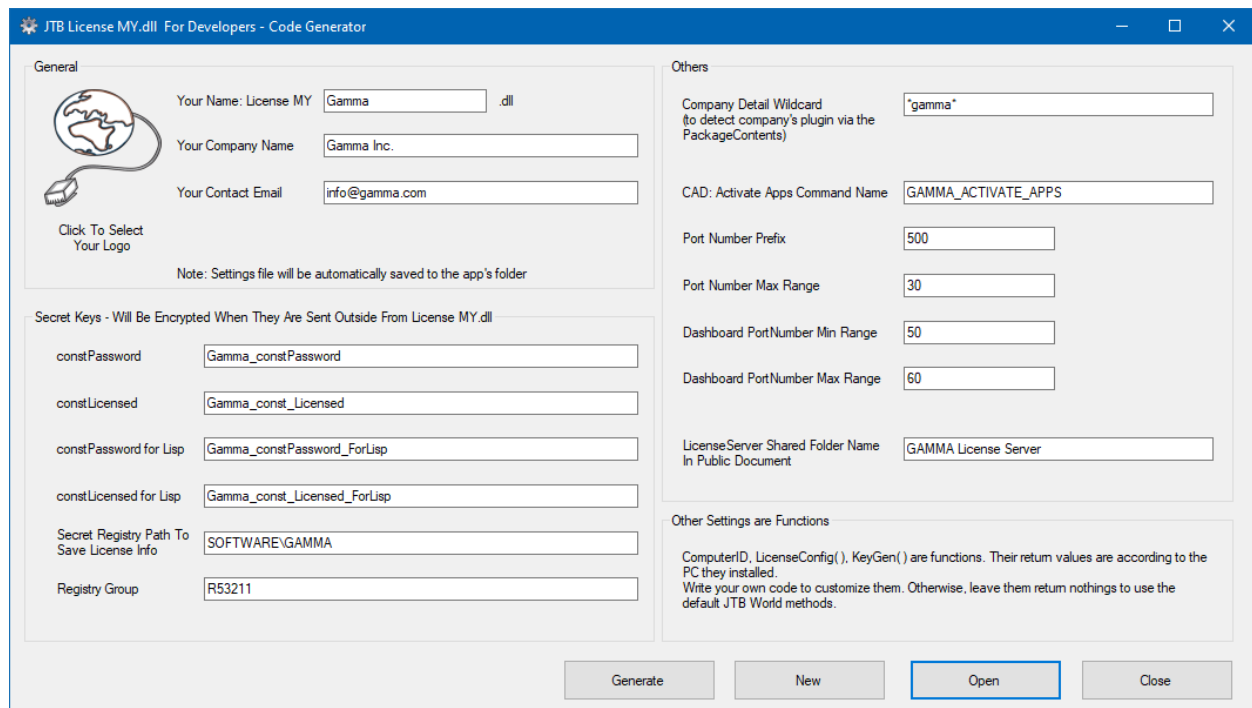 JTB License MY.dll  For Developers - Code Generator
General
Your Name: License MY Gamma .dll
Your Company Name Gamma Inc.
Your Contact Email info@gamma.com
Click To Select
Your Logo
Note: Settings file will be automatically saved to the app's folder
Secret Keys - Will Be Encrypted When They Are Sent Outside From License MY.dll
constPassword Gamma_constPassword
constLicensed Gamma_const_Licensed
constPassword for Lisp Gamma_constPassword_ForLisp
constLicensed for Lisp Gamma_const_Licensed_ForLisp
Secret Registry Path To
Save License Info SOFTWARE\GAMMA
Registry Group R53211
Others
Company Detail Wildcard *gamma*
(to detect company's plugin via the
PackageContents)
CAD: Activate Apps Command Name GAMMA_ACTIVATE_APPS
Port Number Prefix 500
Port Number Max Range 30
Dashboard PortNumber Min Range 50
Dashboard PortNumber Max Range 60
LicenseServer Shared Folder Name GAMMA License Server
In Public Document
Other Settings are Functions
ComputerID, LicenseConfig( ), KeyGen( ) are functions. Their return values are according to the
PC they installed.
Write your own code to customize them. Otherwise, leave them return nothings to use the
default JTB World methods.
Generate New Open Close